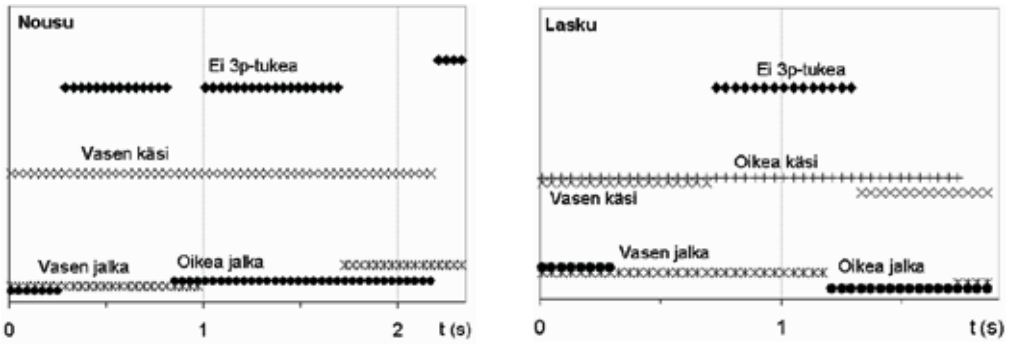 Nousu
Ei 3p-tukea
Vasen käsi
Vasen jalka
Oikea jalka
0 1 2 t (s)
Lasku
Ei 3p-tukea
Oikea käsi
Vasen käsi
Vasen jalka
Oikea jalka
0 1 t (s)